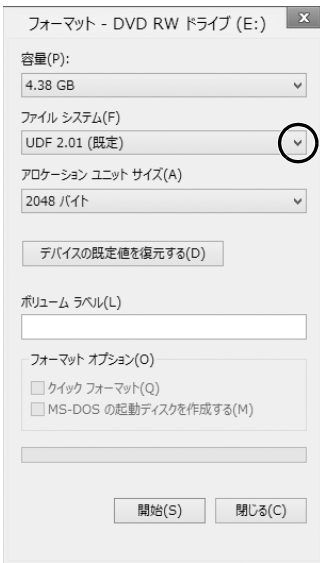 フォーマット - DVD RW ドライブ (E:)
x
容量(P):
4.38 GB
ファイル システム(F)
UDF 2.01 (既定)
アロケーション ユニット サイズ(A)
2048 バイト
デバイスの既定値を復元する(D)
ボリューム ラベル(L)
フォーマット オプション(O)
クイック フォーマット(Q)
MS-DOS の起動ディスクを作成する(M)
開始(S) 閉じる(C)